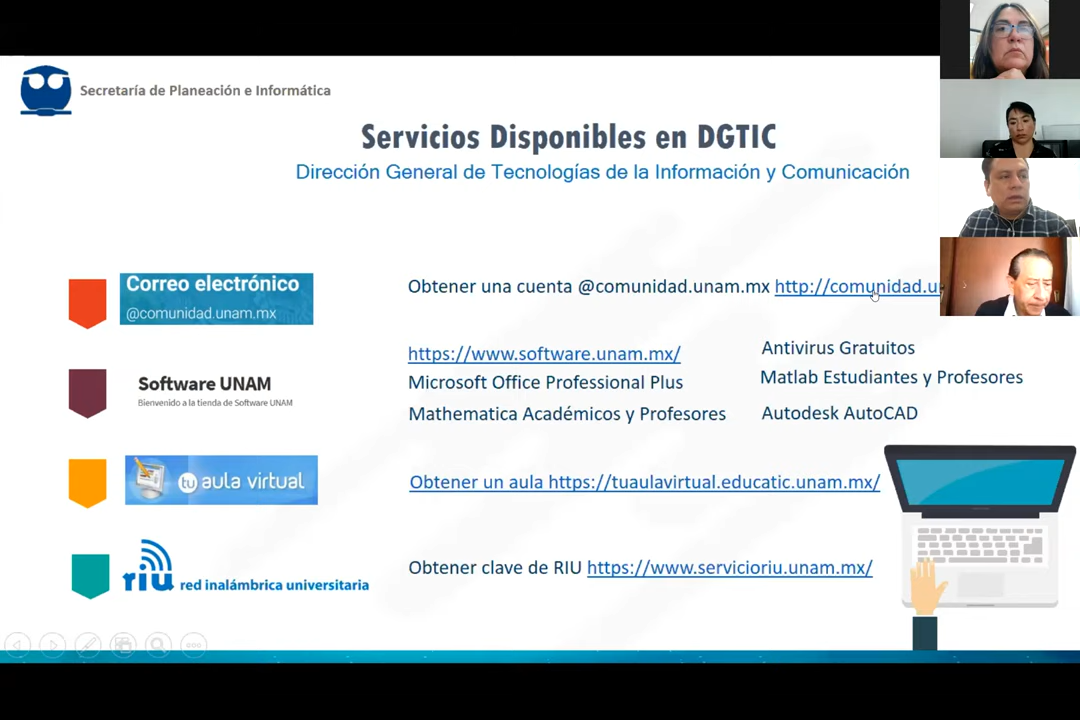 Secretaría de Planeación e Informática
Servicios Disponibles en DGTIC
Dirección General de Tecnologías de la Información y Comunicación
Correo electrónico
@comunidad.unam.mx
Obtener una cuenta @comunidad.unam.mx http://comunidad.u
Software UNAM
Bienvenido a la tienda de Software UNAM
https://www.software.unam.mx/
Microsoft Office Professional Plus
Mathematica Académicos y Profesores
Antivirus Gratuitos
Matlab Estudiantes y Profesores
Autodesk AutoCAD
tu aula virtual
Obtener un aula https://tuaulavirtual.educatic.unam.mx/
riu red inalámbrica universitaria
Obtener clave de RIU https://www.servicioriu.unam.mx/